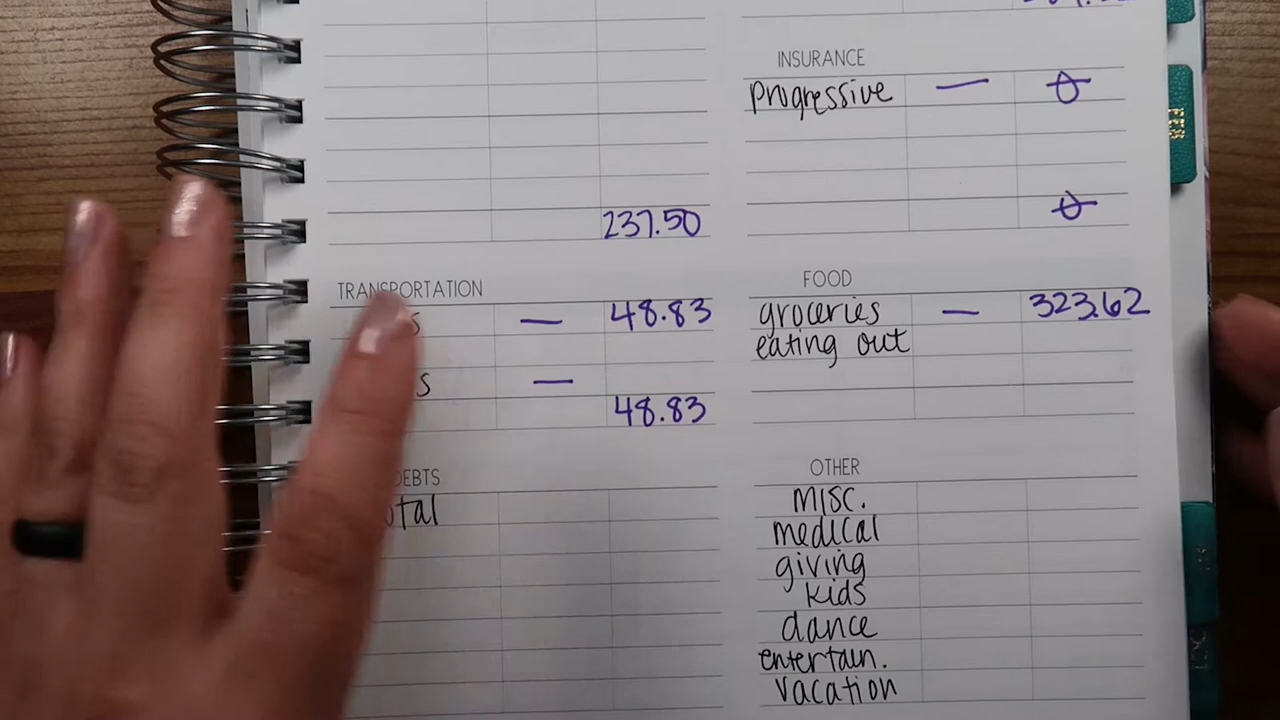 INSURANCE
progressive — 0
0
237.50
TRANSPORTATION
— 48.83
—
48.83
FOOD
groceries — 323.62
eating out
DEBTS
OTHER
misc.
medical
giving
kids
dance
entertain.
vacation
FEB